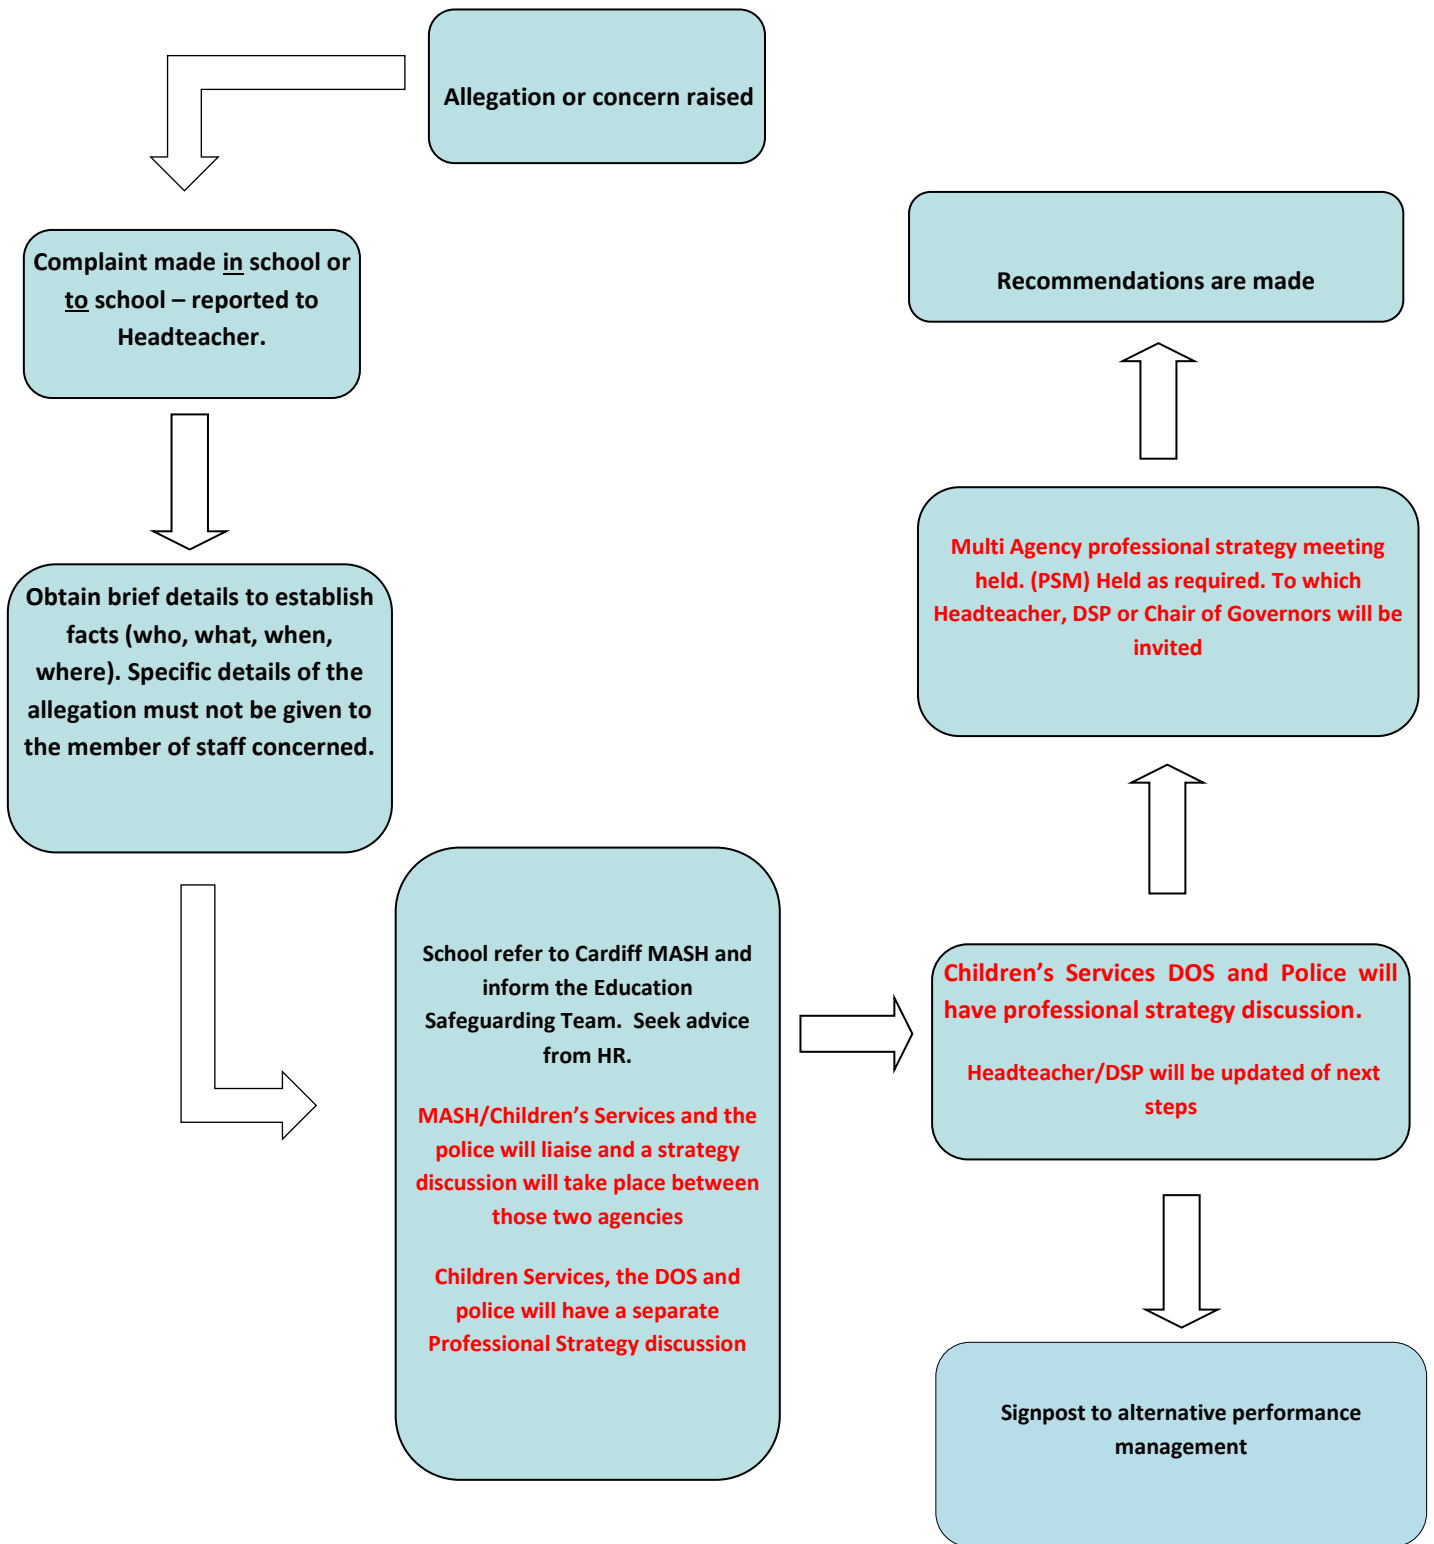 Allegation or concern raised
Complaint made in school or
to school – reported to
Headteacher.
Obtain brief details to establish
facts (who, what, when,
where). Specific details of the
allegation must not be given to
the member of staff concerned.
School refer to Cardiff MASH and
inform the Education
Safeguarding Team.  Seek advice
from HR.
MASH/Children’s Services and the
police will liaise and a strategy
discussion will take place between
those two agencies
Children Services, the DOS and
police will have a separate
Professional Strategy discussion
Children’s Services DOS and Police will
have professional strategy discussion.
Headteacher/DSP will be updated of next
steps
Multi Agency professional strategy meeting
held. (PSM) Held as required. To which
Headteacher, DSP or Chair of Governors will be
invited
Recommendations are made
Signpost to alternative performance
management